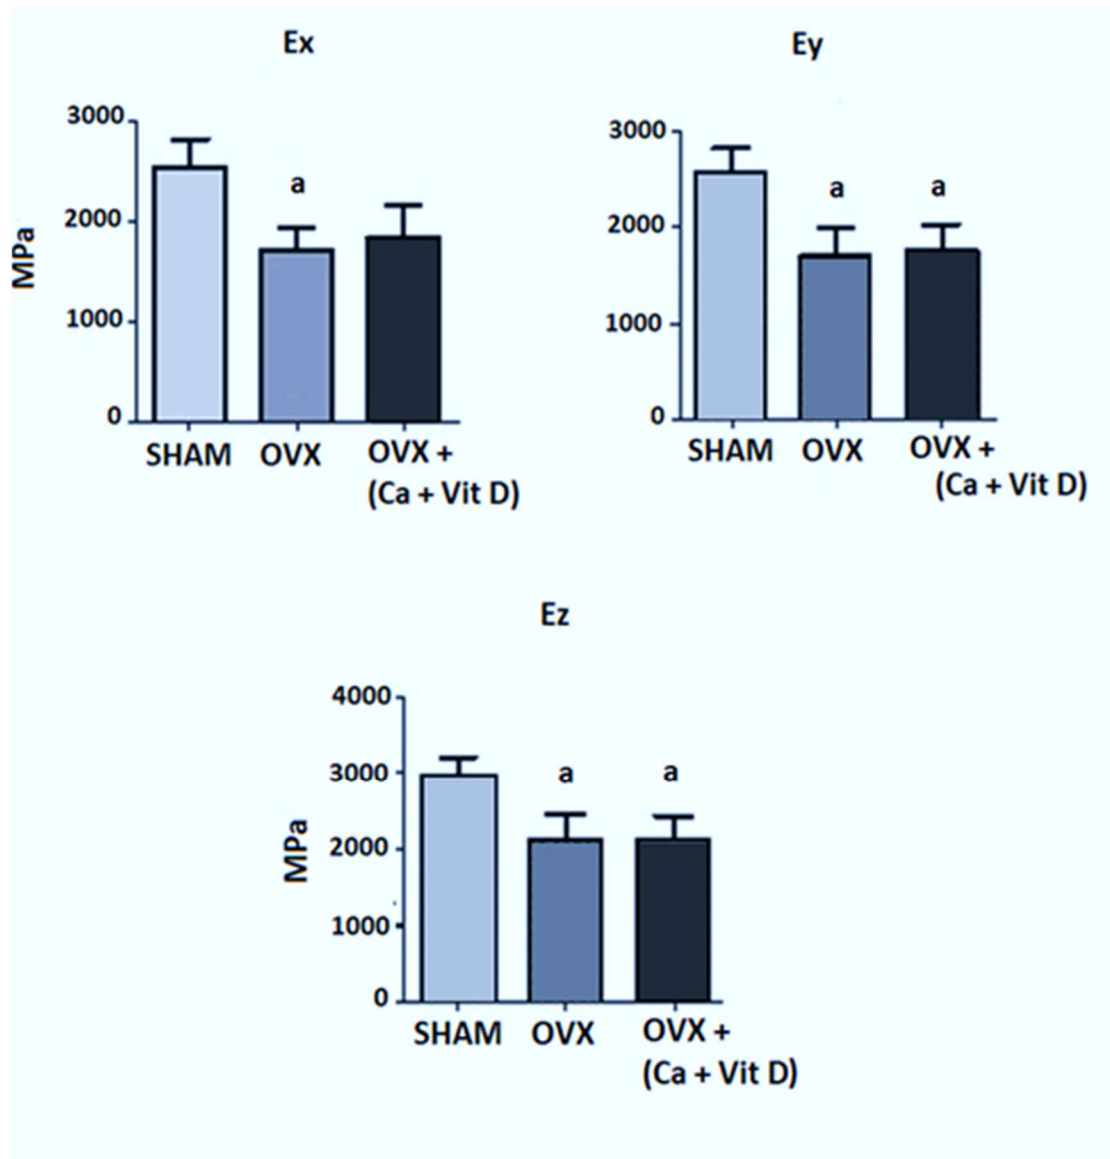 Ex
3000
2000
1000
0
MPa
a
SHAM OVX OVX +
(Ca + Vit D)
Ey
3000
2000
1000
0
a a
SHAM OVX OVX +
(Ca + Vit D)
Ez
4000
3000
2000
1000
0
MPa
a a
SHAM OVX OVX +
(Ca + Vit D)